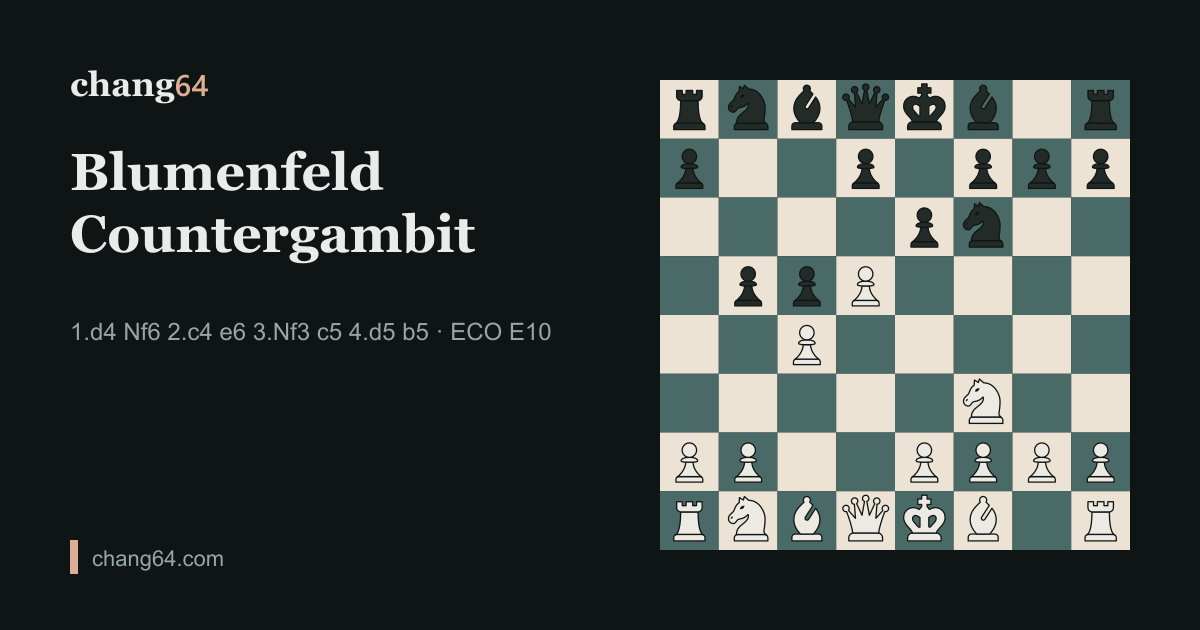 chang64
Blumenfeld
Countergambit
1.d4 Nf6 2.c4 e6 3.Nf3 c5 4.d5 b5 · ECO E10
chang64.com